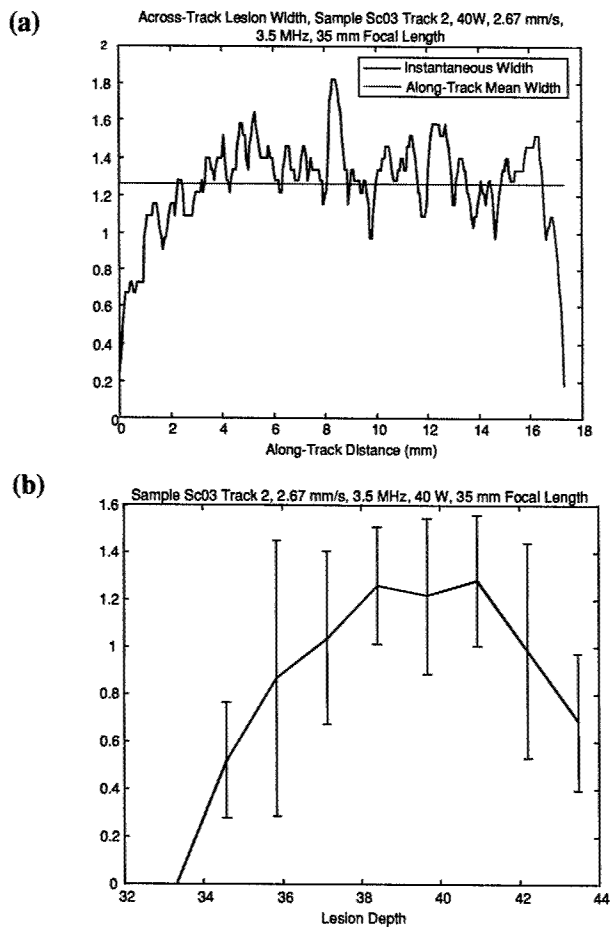 (a)
Across-Track Lesion Width, Sample Sc03 Track 2, 40W, 2.67 mm/s,
3.5 MHz, 35 mm Focal Length
2
1.8
1.6
1.4
1.2
1
0.8
0.6
0.4
0.2
0
Instantaneous Width
Along-Track Mean Width
0 2 4 6 8 10 12 14 16 18
Along-Track Distance (mm)
(b)
Sample Sc03 Track 2, 2.67 mm/s, 3.5 MHz, 40 W, 35 mm Focal Length
1.6
1.4
1.2
1
0.8
0.6
0.4
0.2
0
32 34 36 38 40 42 44
Lesion Depth